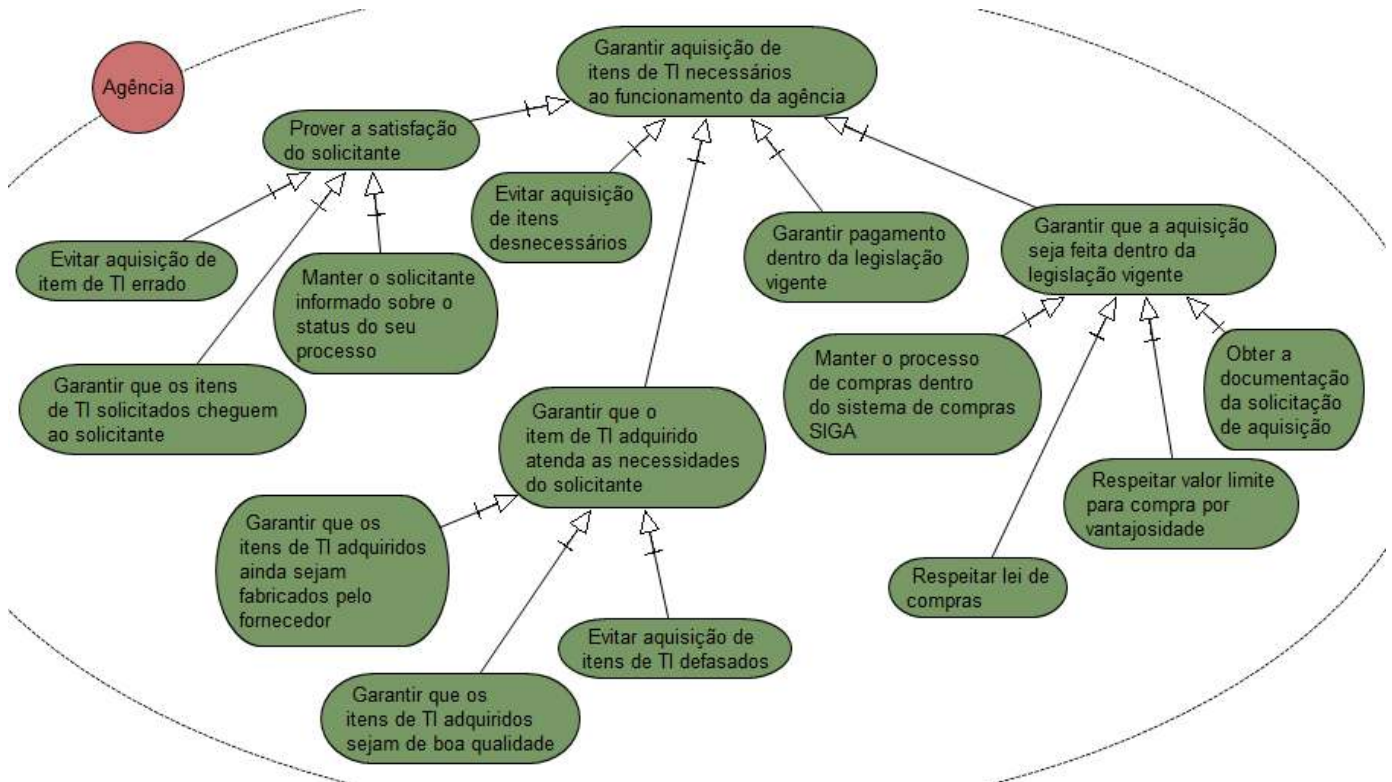 Agência
Garantir aquisição de
itens de TI necessários
ao funcionamento da agência
Prover a satisfação
do solicitante
Evitar aquisição
de itens
desnecessários
Garantir pagamento
dentro da legislação
vigente
Garantir que a aquisição
seja feita dentro da
legislação vigente
Evitar aquisição de
item de TI errado
Manter o solicitante
informado sobre o
status do seu
processo
Garantir que os itens
de TI solicitados cheguem
ao solicitante
Garantir que o
item de TI adquirido
atenda as necessidades
do solicitante
Manter o processo
de compras dentro
do sistema de compras
SIGA
Obter a
documentação
da solicitação
de aquisição
Respeitar valor limite
para compra por
vantajosidade
Respeitar lei de
compras
Garantir que os
itens de TI adquiridos
ainda sejam
fabricados pelo
fornecedor
Evitar aquisição de
itens de TI defasados
Garantir que os
itens de TI adquiridos
sejam de boa qualidade